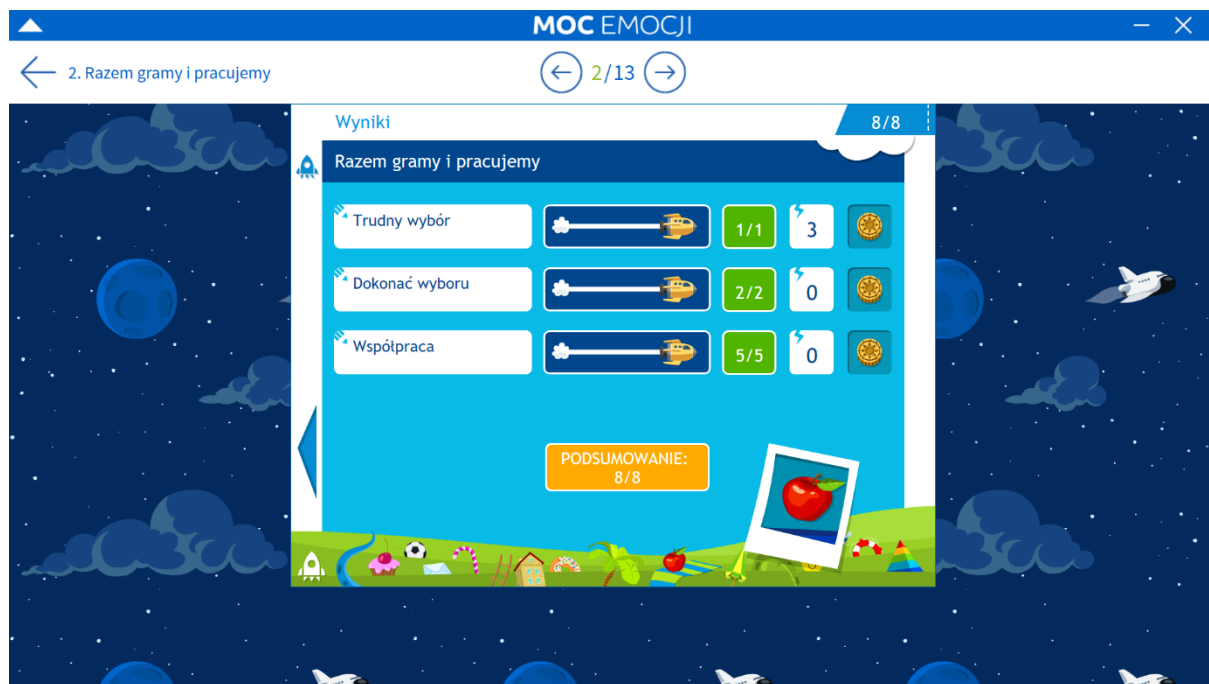 MOC EMOCJI
2. Razem gramy i pracujemy
2/13
Wyniki
8/8
Razem gramy i pracujemy
Trudny wybór
1/1
3
Dokonać wyboru
2/2
0
Współpraca
5/5
0
PODSUMOWANIE:
8/8